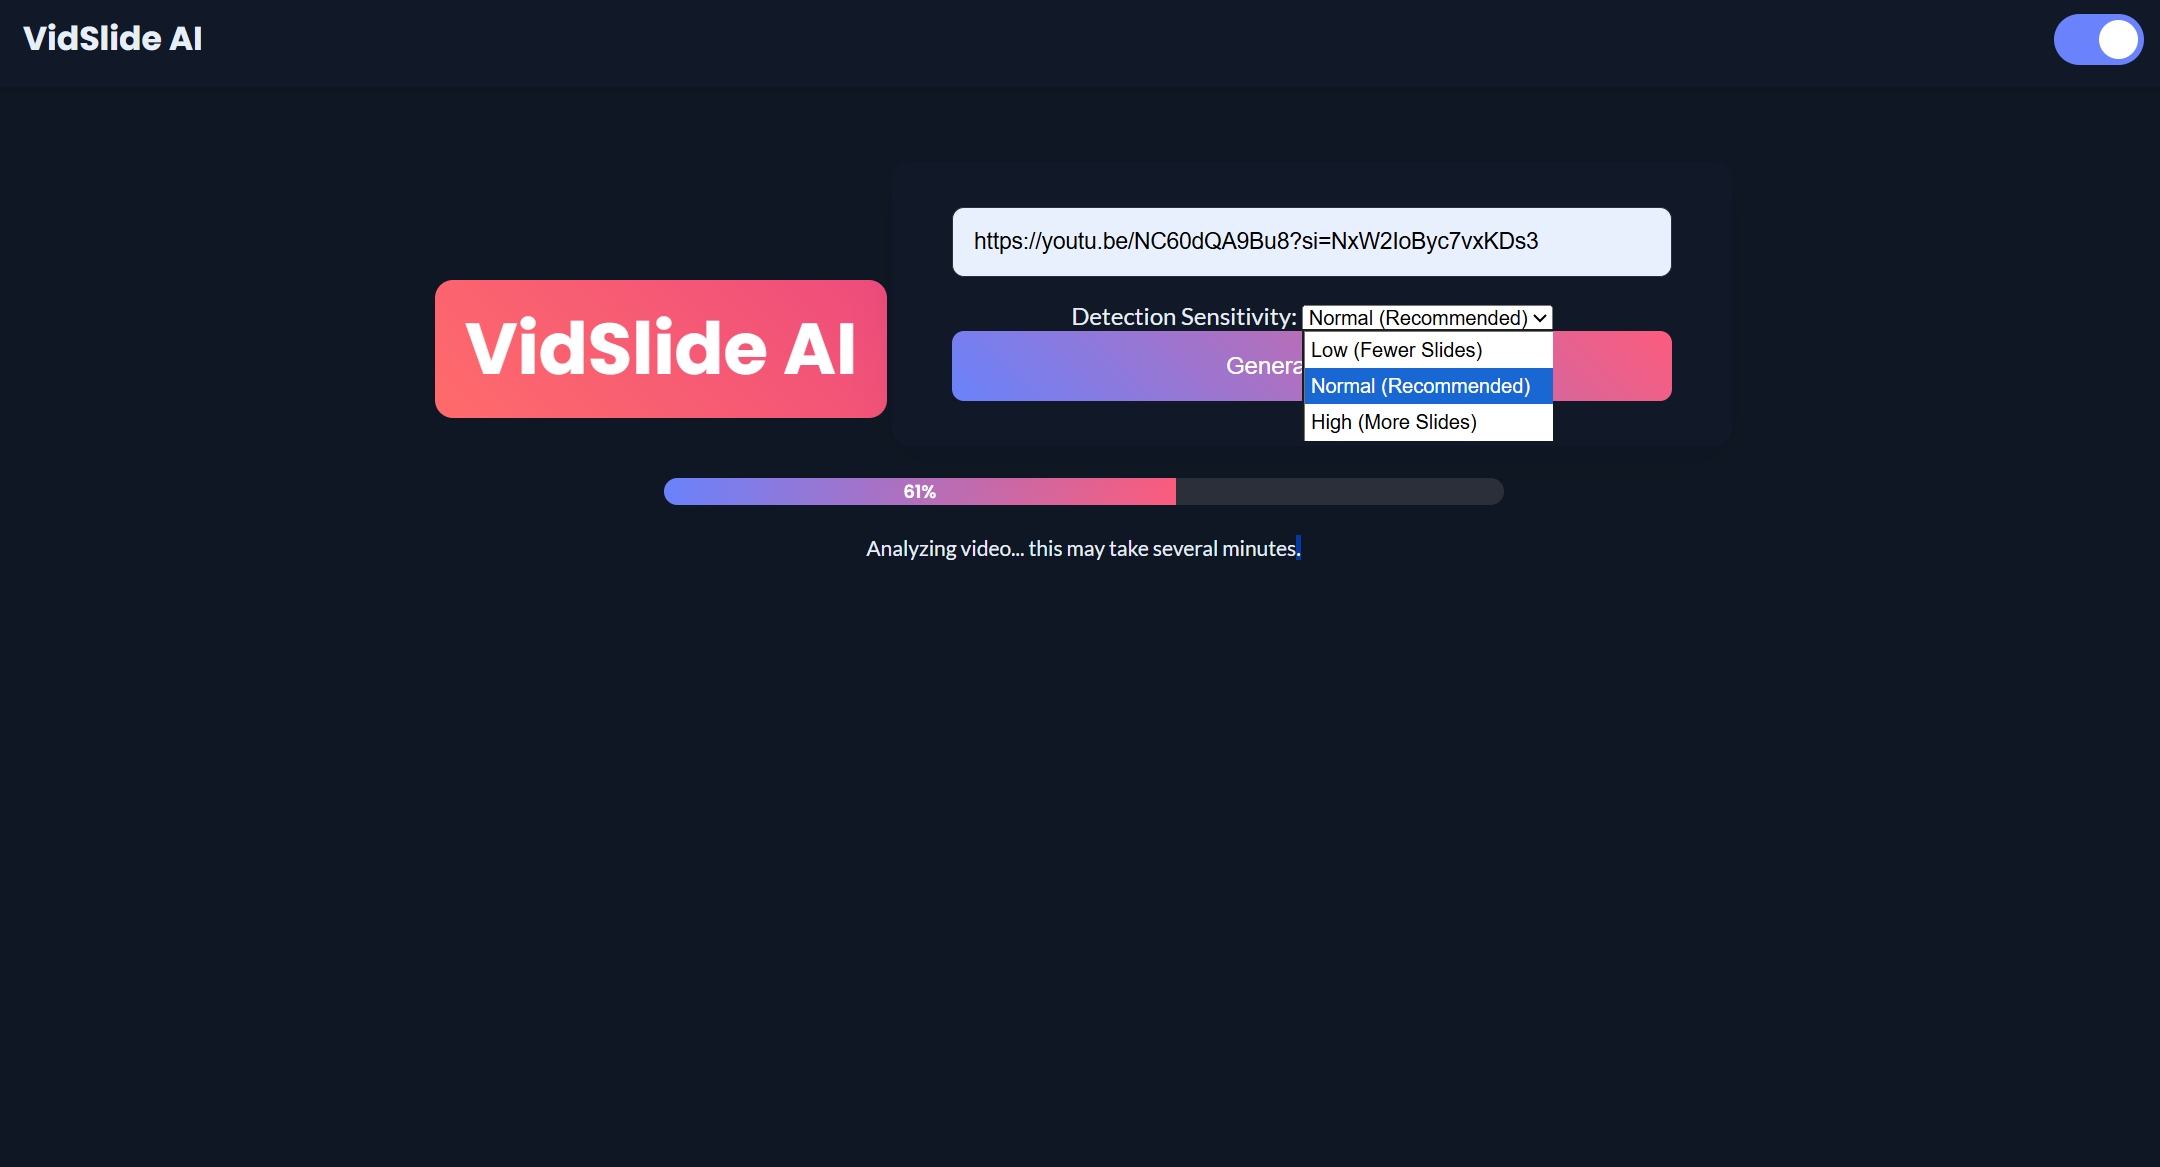 VidSlide AI
https://youtu.be/NC60dQA9Bu8?si=NxW2IoByc7vxKDs3
VidSlide AI
Detection Sensitivity: Normal (Recommended)
Genera
Low (Fewer Slides)
Normal (Recommended)
High (More Slides)
61%
Analyzing video... this may take several minutes.